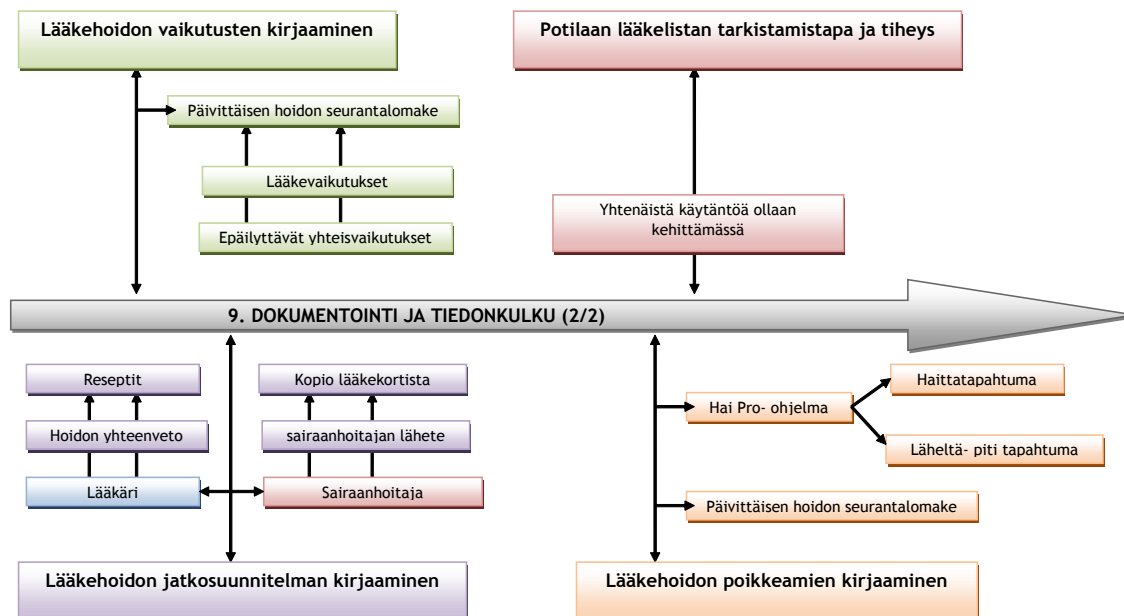 Lääkehoidon vaikutusten kirjaaminen
Potilaan lääkelistan tarkistamistapa ja tiheys
Päivittäisen hoidon seurantalomake
Lääkevaikutukset
Epäilyttävät yhteisvaikutukset
Yhtenäistä käytäntöä ollaan
kehittämässä
9. DOKUMENTOINTI JA TIEDONKULKU (2/2)
Reseptit
Kopio lääkekortista
Hoidon yhteenveto
sairaanhoitajan lähete
Lääkäri
Sairaanhoitaja
Hai Pro- ohjelma
Haittatapahtuma
Läheltä- piti tapahtuma
Päivittäisen hoidon seurantalomake
Lääkehoidon jatkosuunnitelman kirjaaminen
Lääkehoidon poikkeamien kirjaaminen